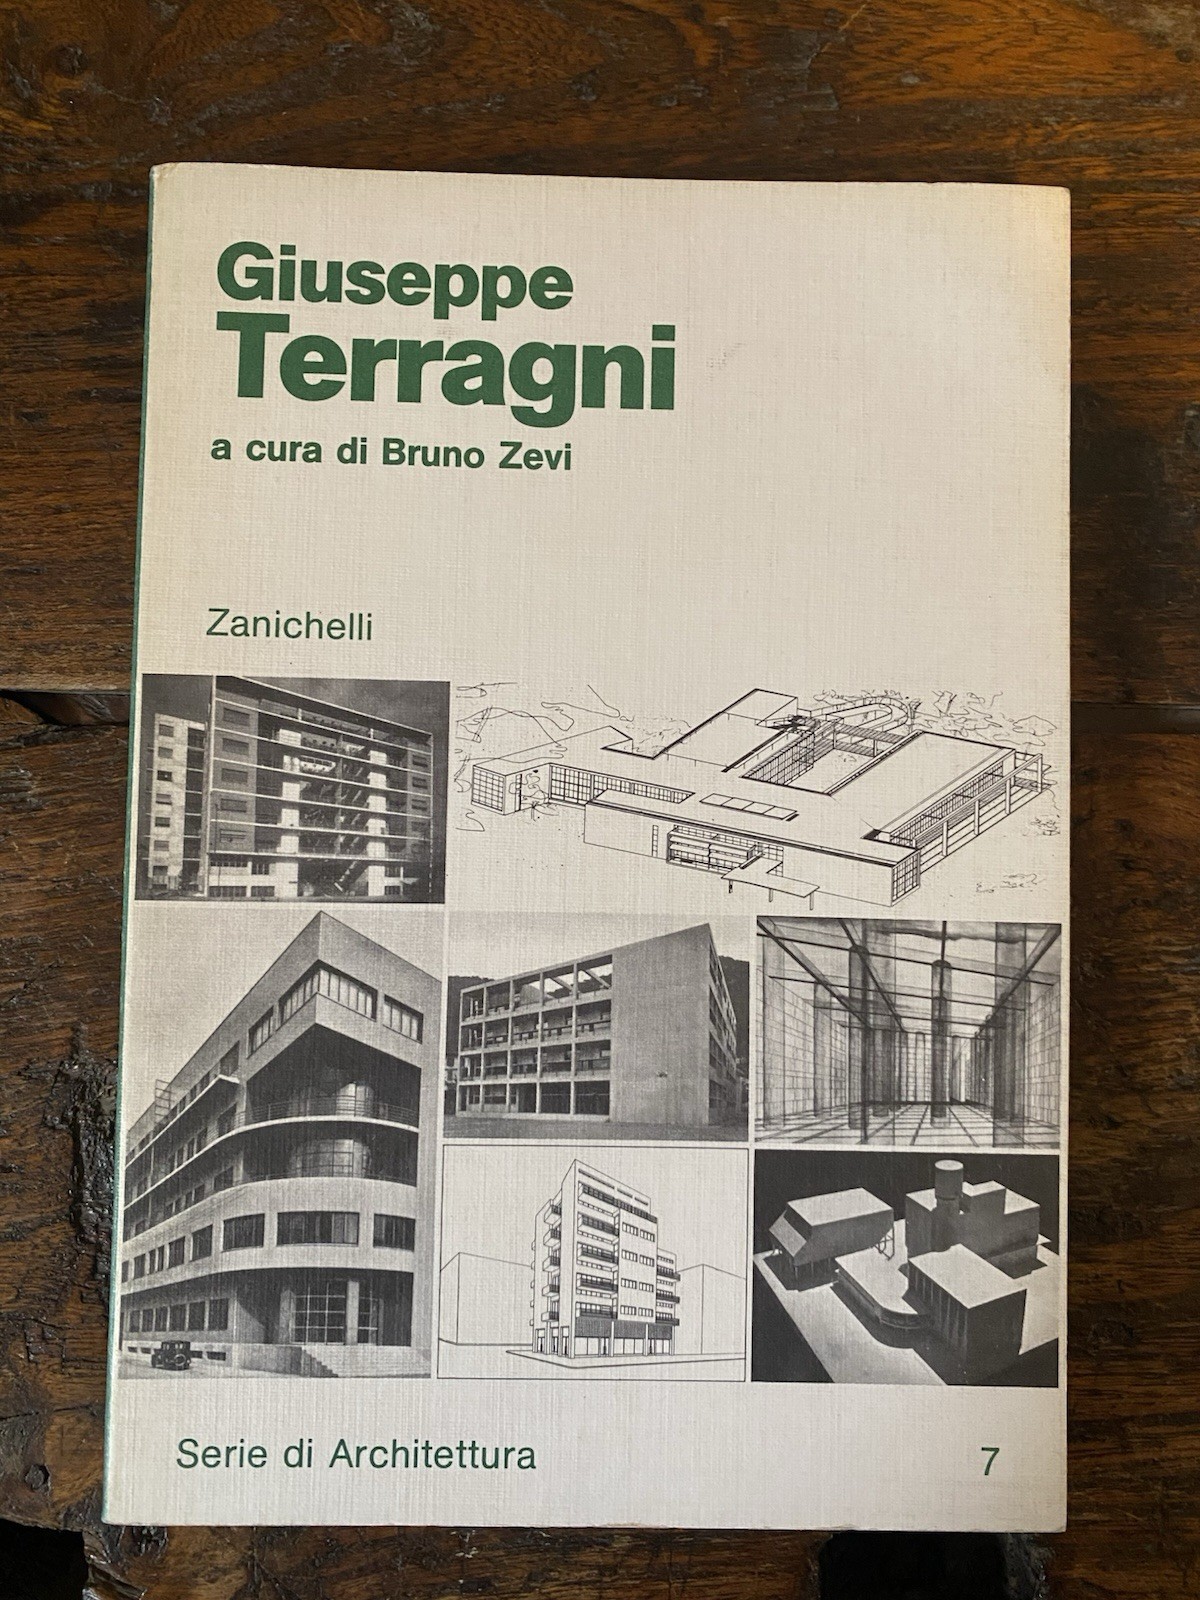 Giuseppe
Terragni
a cura di Bruno Zevi
Zanichelli
Serie di Architettura
7